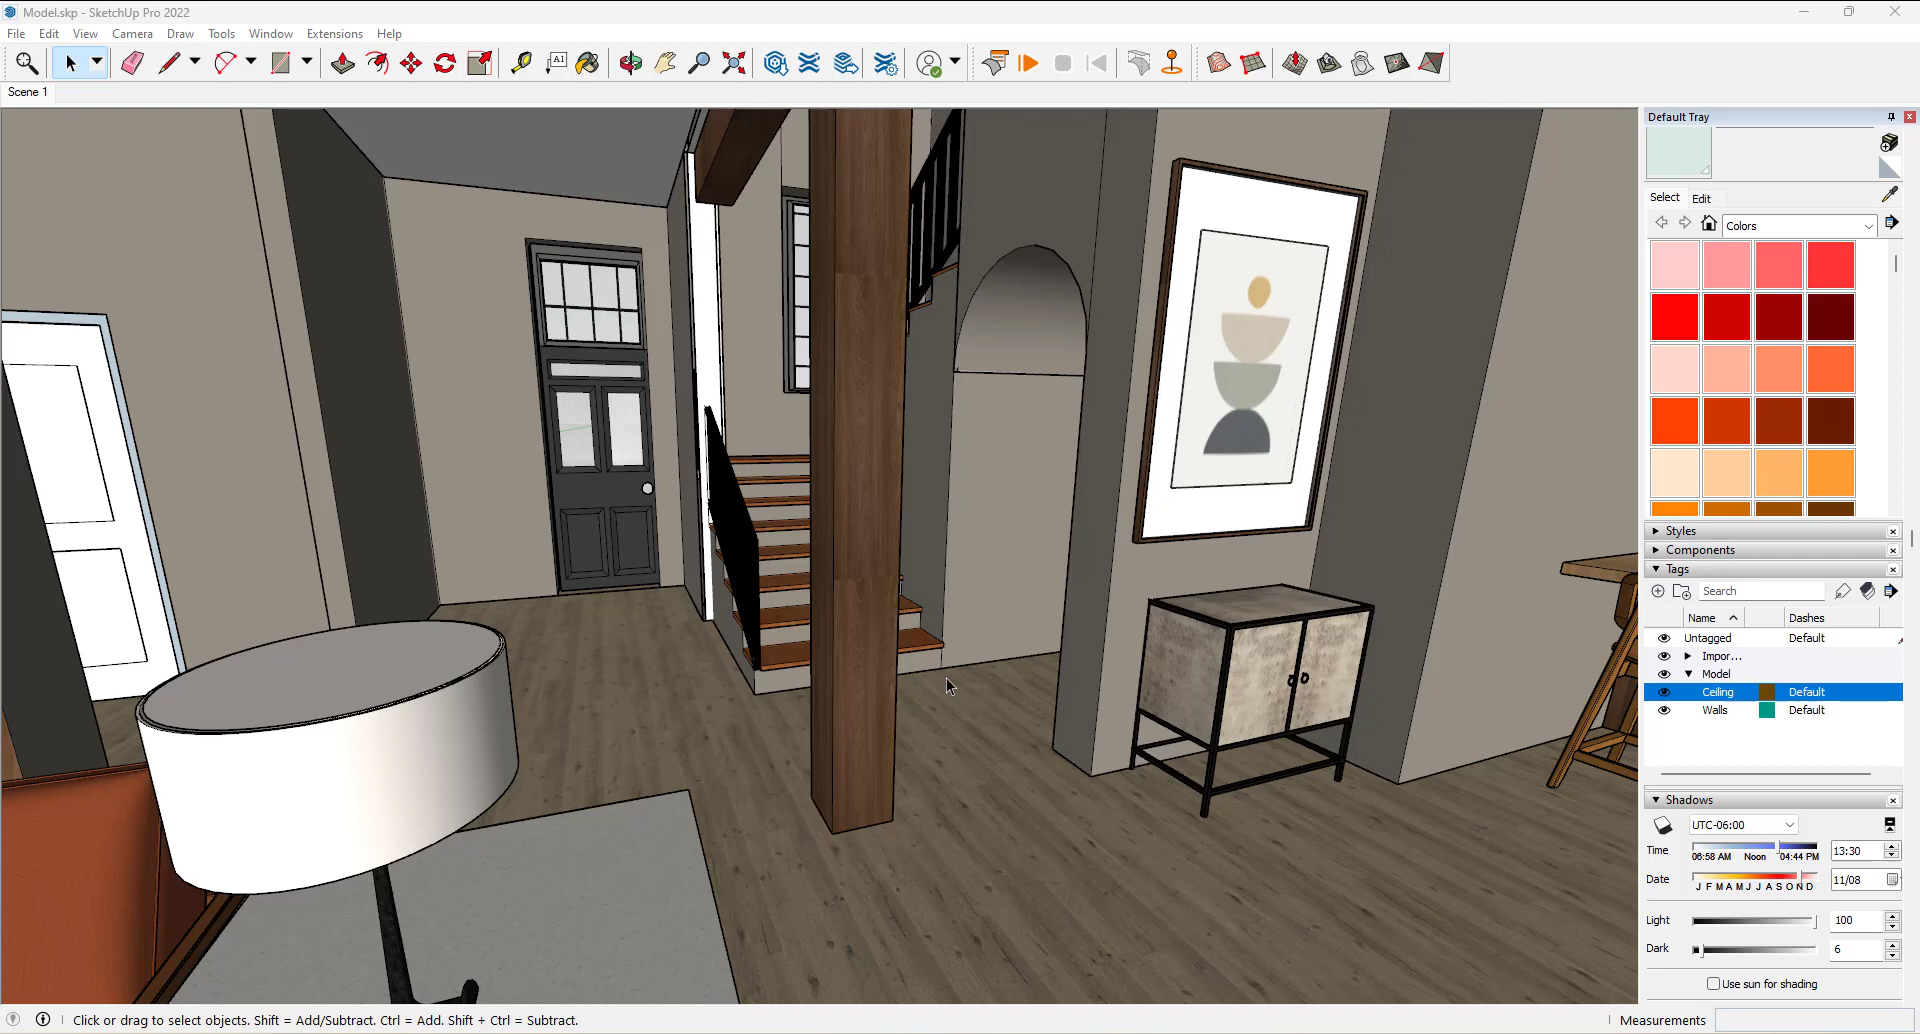 Model.skp - SketchUp Pro 2022
File Edit View Camera Draw Tools Window Extensions Help
A1
Scene 1
Default Tray
Select Edit
Colors
Styles
Components
Tags
Search
Name Dashes
Untagged Default
Impor...
Model
Ceiling Default
Walls Default
Shadows
UTC-06:00
Time 06:58 AM Noon 04:44 PM 13:30
Date J F M A M J J A S O N D 11/08
Light 100
Dark 6
Use sun for shading
Click or drag to select objects. Shift = Add/Subtract. Ctrl = Add. Shift + Ctrl = Subtract.
Measurements